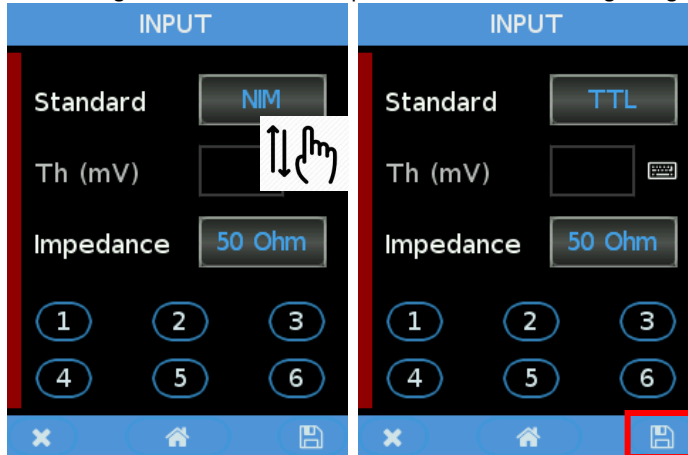 INPUT
Standard NIM
Th (mV)
Impedance 50 Ohm
1 2 3
4 5 6
INPUT
Standard TTL
Th (mV)
Impedance 50 Ohm
1 2 3
4 5 6